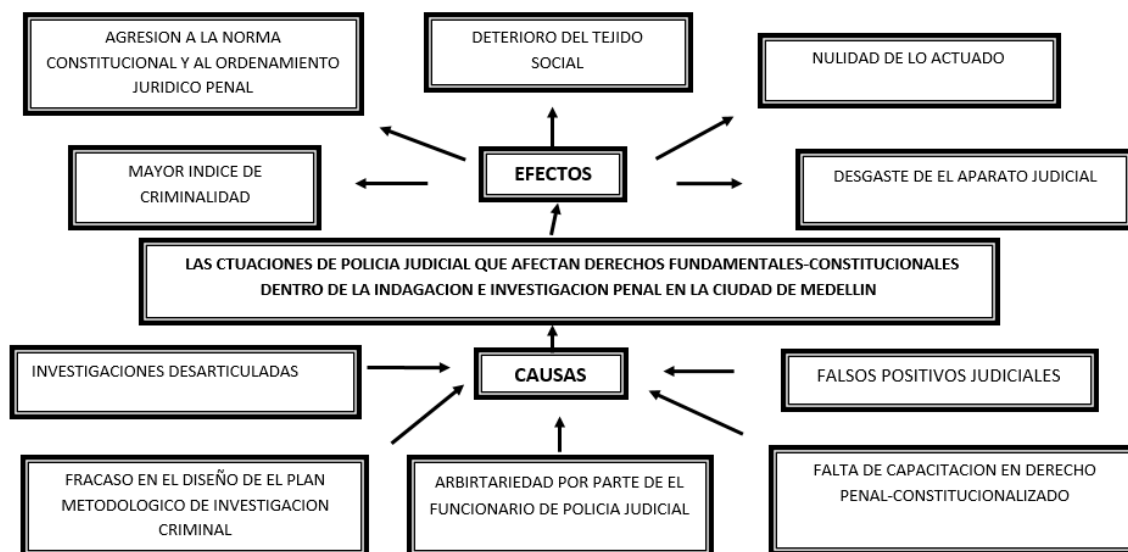 AGRESION A LA NORMA
CONSTITUCIONAL Y AL ORDENAMIENTO
JURIDICO PENAL
DETERIORO DEL TEJIDO
SOCIAL
NULIDAD DE LO ACTUADO
MAYOR INDICE DE
CRIMINALIDAD
EFECTOS
DESGASTE DE EL APARATO JUDICIAL
LAS CTUACIONES DE POLICIA JUDICIAL QUE AFECTAN DERECHOS FUNDAMENTALES-CONSTITUCIONALES
DENTRO DE LA INDAGACION E INVESTIGACION PENAL EN LA CIUDAD DE MEDELLIN
INVESTIGACIONES DESARTICULADAS
CAUSAS
FALSOS POSITIVOS JUDICIALES
FRACASO EN EL DISEÑO DE EL PLAN
METODOLOGICO DE INVESTIGACION
CRIMINAL
ARBIRTARIEDAD POR PARTE DE EL
FUNCIONARIO DE POLICIA JUDICIAL
FALTA DE CAPACITACION EN DERECHO
PENAL-CONSTITUCIONALIZADO